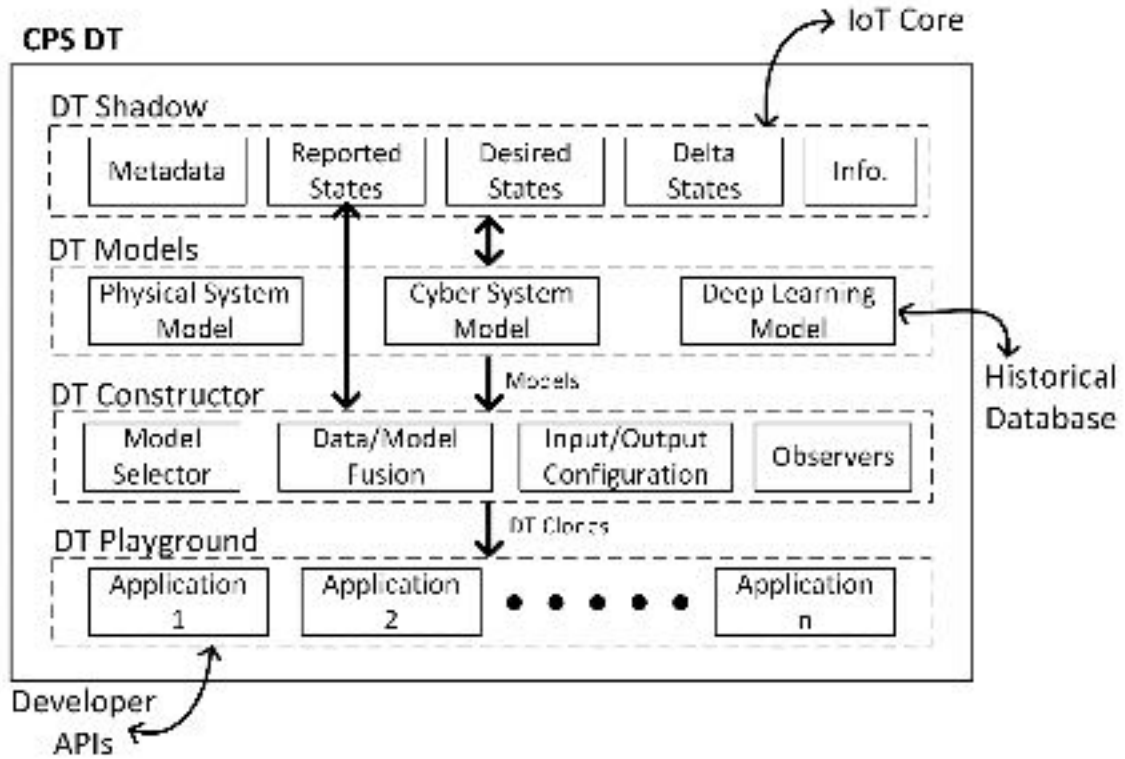 IoT Core
CPS DT
DT Shadow
Metadata
Reported
States
Desired
States
Delta
States
Info.
DT Models
Physical System
Model
Cyber System
Model
Deep Learning
Model
Models
Historical
Database
DT Constructor
Model
Selector
Data/Model
Fusion
Input/Output
Configuration
Observers
DT Clones
DT Playground
Application
1
Application
2
Application
n
Developer
APIs